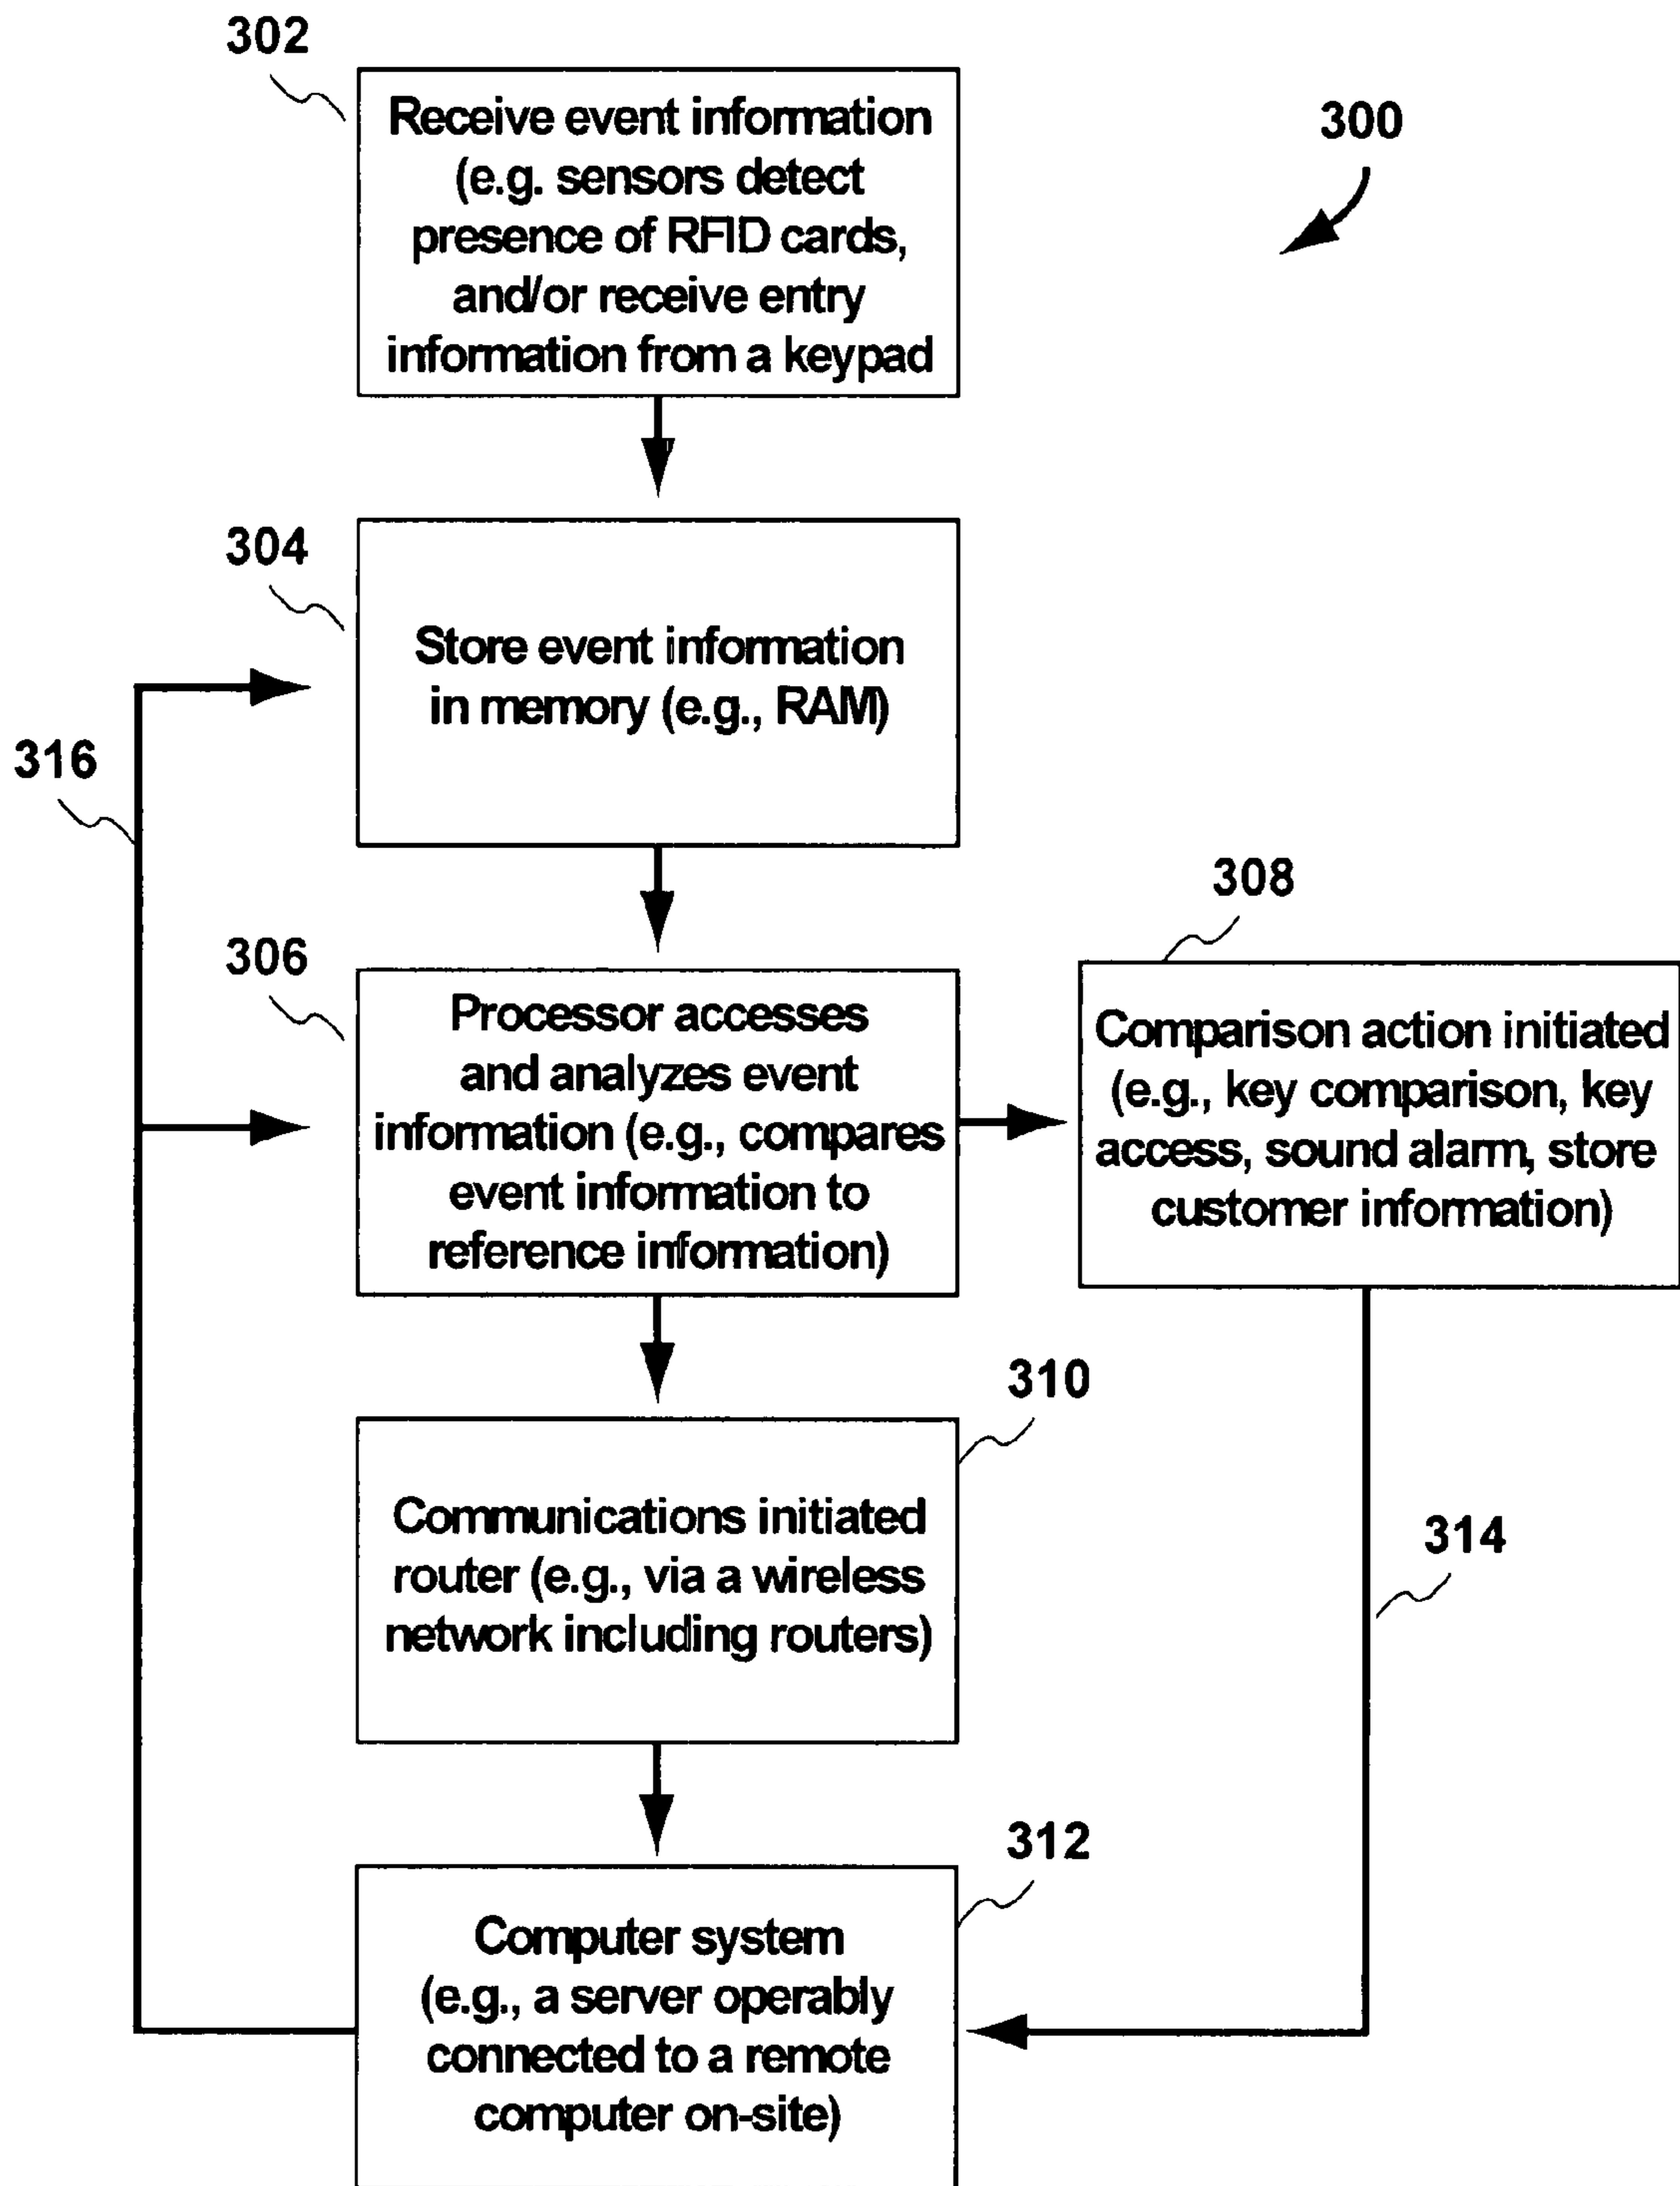 302
Receive event information
(e.g. sensors detect
presence of RFID cards,
and/or receive entry
information from a keypad
300
304
Store event information
in memory (e.g., RAM)
316
306
Processor accesses
and analyzes event
information (e.g., compares
event information to
reference information)
308
Comparison action initiated
(e.g., key comparison, key
access, sound alarm, store
customer information)
310
Communications initiated
router (e.g., via a wireless
network including routers)
314
312
Computer system
(e.g., a server operably
connected to a remote
computer on-site)